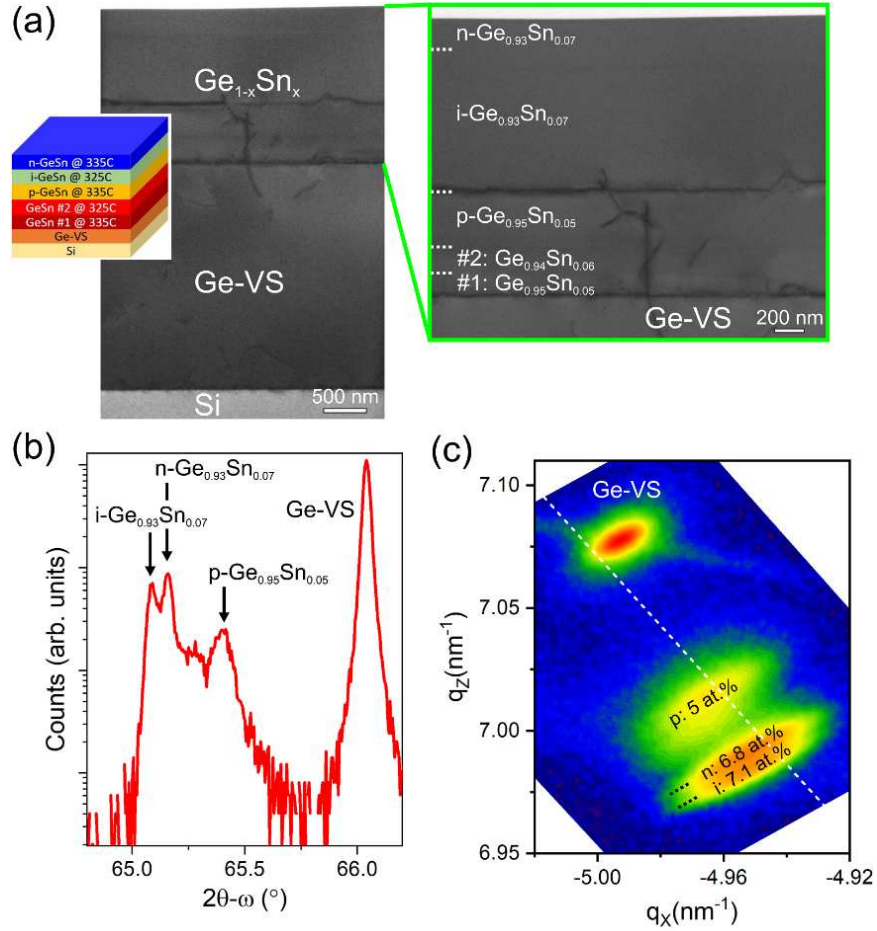 (a)
Ge₁₋ₓSnₓ
n-GeSn @ 335C
i-GeSn @ 325C
p-GeSn @ 335C
GeSn #2 @ 325C
GeSn #1 @ 335C
Ge-VS
Si
Ge-VS
Si
500 nm
n-Ge₀.₉₃Sn₀.₀₇
i-Ge₀.₉₃Sn₀.₀₇
p-Ge₀.₉₅Sn₀.₀₅
#2: Ge₀.₉₄Sn₀.₀₆
#1: Ge₀.₉₅Sn₀.₀₅
Ge-VS
200 nm
(b)
n-Ge₀.₉₃Sn₀.₀₇
i-Ge₀.₉₃Sn₀.₀₇
p-Ge₀.₉₅Sn₀.₀₅
Ge-VS
Counts (arb. units)
65.0 65.5 66.0
2θ-ω (°)
(c)
Ge-VS
p: 5 at.%
n: 6.8 at.%
i: 7.1 at.%
7.10
7.05
7.00
6.95
q_Z(nm⁻¹)
-5.00 -4.96 -4.92
q_X(nm⁻¹)